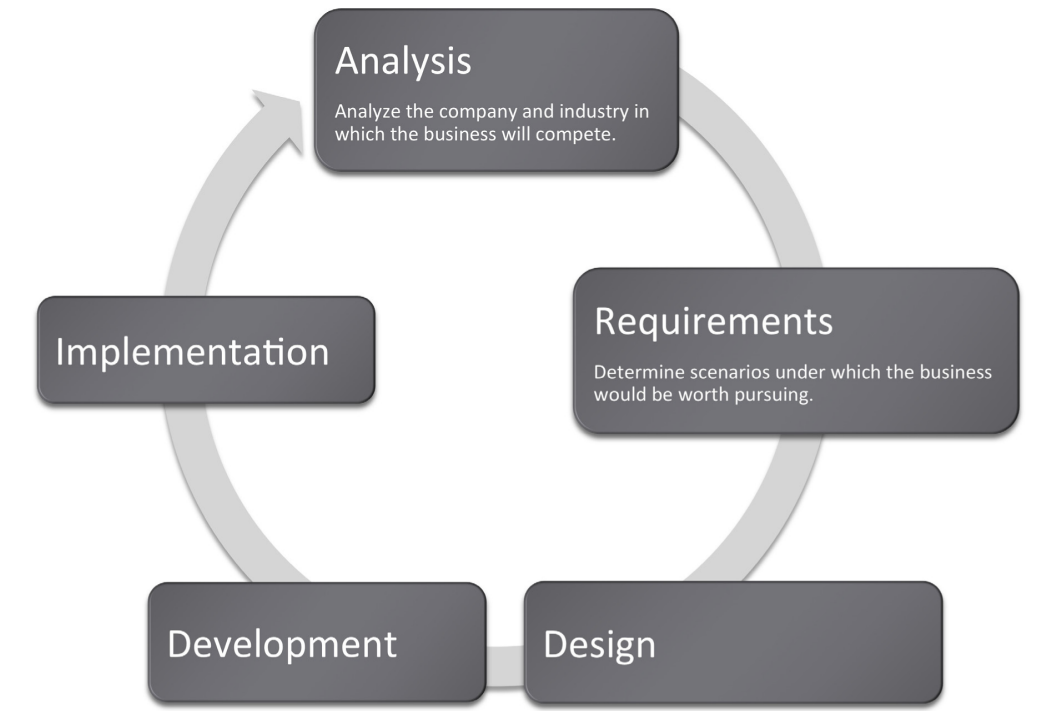 Analysis
Analyze the company and industry in
which the business will compete.
Requirements
Determine scenarios under which the business
would be worth pursuing.
Design
Development
Implementation